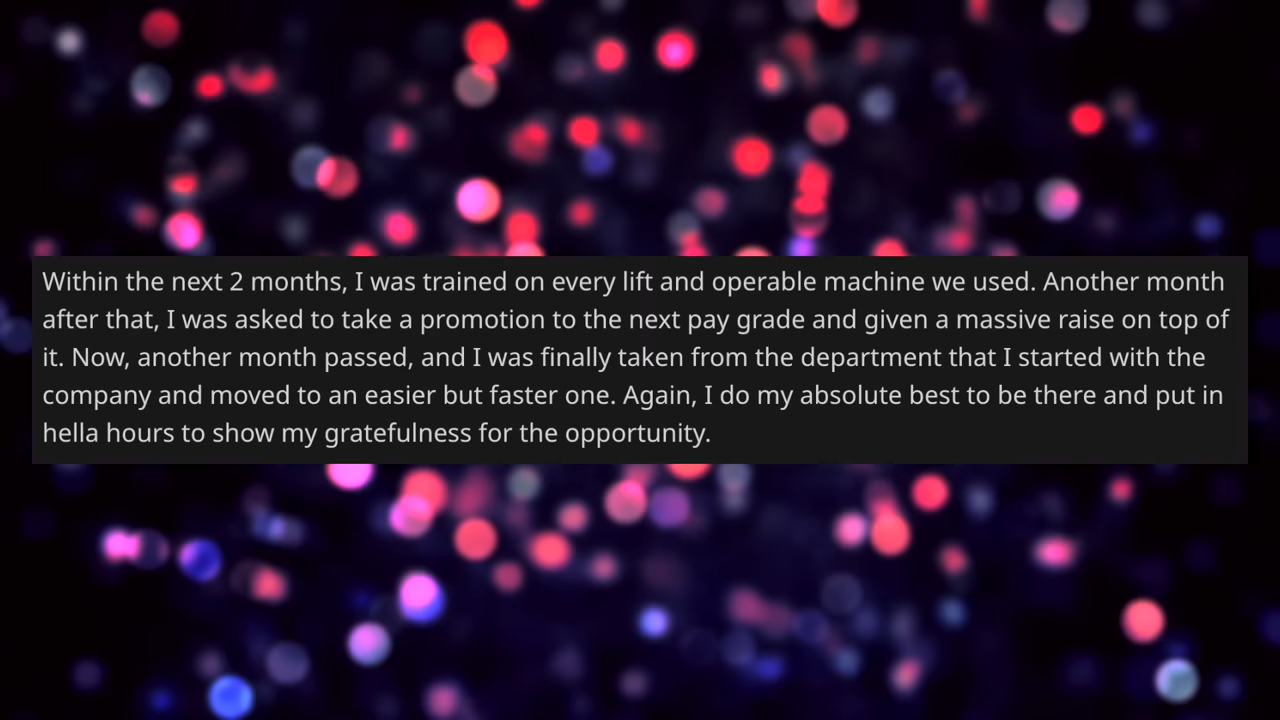 Within the next 2 months, I was trained on every lift and operable machine we used. Another month
after that, I was asked to take a promotion to the next pay grade and given a massive raise on top of
it. Now, another month passed, and I was finally taken from the department that I started with the
company and moved to an easier but faster one. Again, I do my absolute best to be there and put in
hella hours to show my gratefulness for the opportunity.